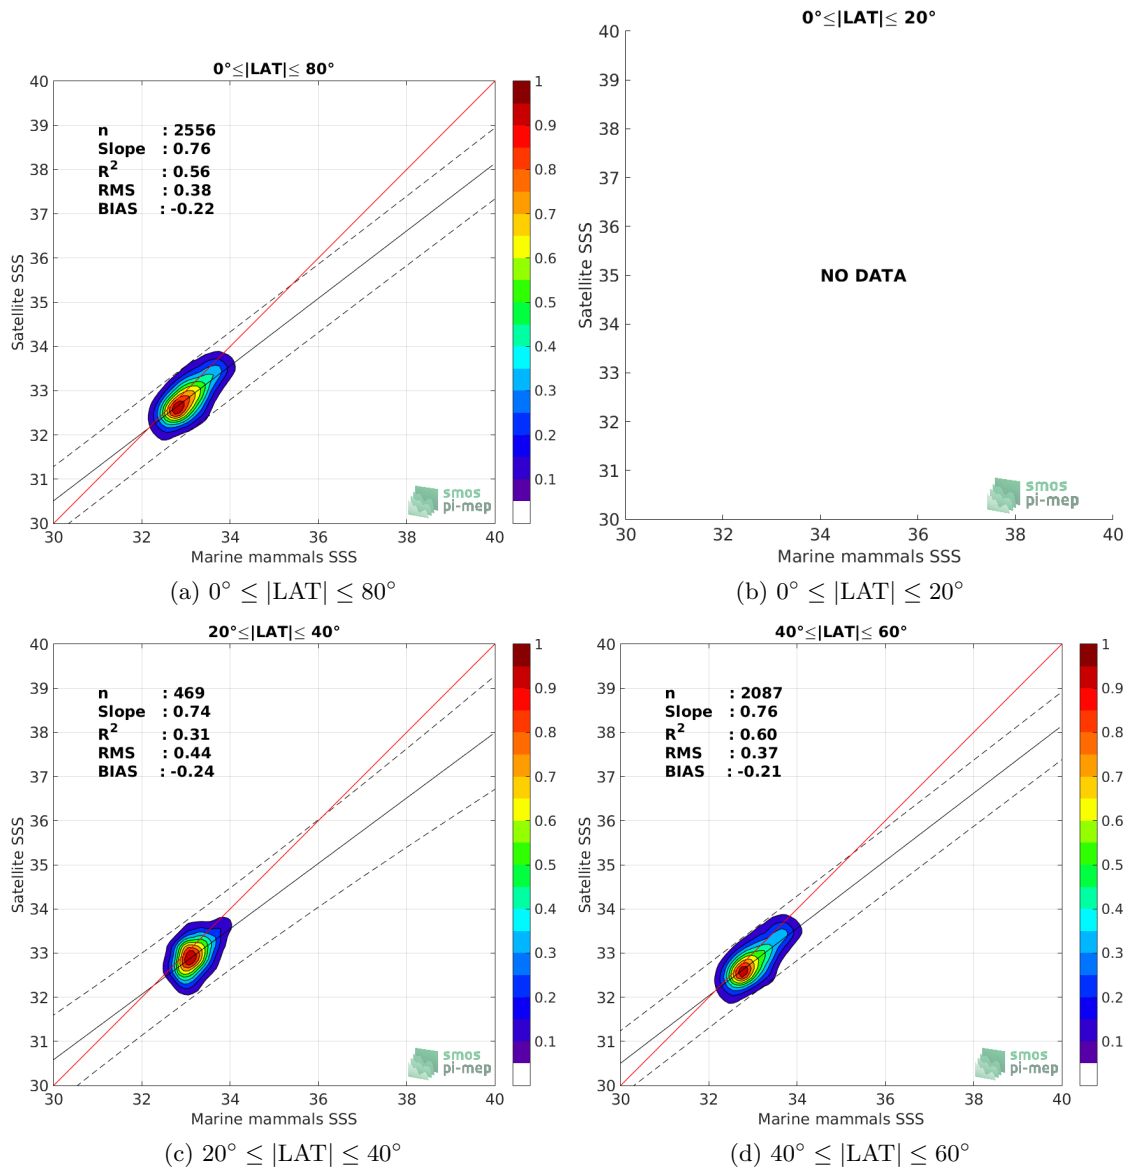 0°≤|LAT|≤ 80°
40
39
38
37
36
35
34
33
32
31
30
Satellite SSS
n : 2556
Slope : 0.76
R2 : 0.56
RMS : 0.38
BIAS : -0.22
smos
pi-mep
30 32 34 36 38 40
Marine mammals SSS
1
0.9
0.8
0.7
0.6
0.5
0.4
0.3
0.2
0.1
(a) 0° ≤ |LAT| ≤ 80°
0°≤|LAT|≤ 20°
40
39
38
37
36
35
34
33
32
31
30
Satellite SSS
NO DATA
smos
pi-mep
30 32 34 36 38 40
Marine mammals SSS
(b) 0° ≤ |LAT| ≤ 20°
20°≤|LAT|≤ 40°
40
39
38
37
36
35
34
33
32
31
30
Satellite SSS
n : 469
Slope : 0.74
R2 : 0.31
RMS : 0.44
BIAS : -0.24
smos
pi-mep
30 32 34 36 38 40
Marine mammals SSS
1
0.9
0.8
0.7
0.6
0.5
0.4
0.3
0.2
0.1
(c) 20° ≤ |LAT| ≤ 40°
40°≤|LAT|≤ 60°
40
39
38
37
36
35
34
33
32
31
30
Satellite SSS
n : 2087
Slope : 0.76
R2 : 0.60
RMS : 0.37
BIAS : -0.21
smos
pi-mep
30 32 34 36 38 40
Marine mammals SSS
1
0.9
0.8
0.7
0.6
0.5
0.4
0.3
0.2
0.1
(d) 40° ≤ |LAT| ≤ 60°